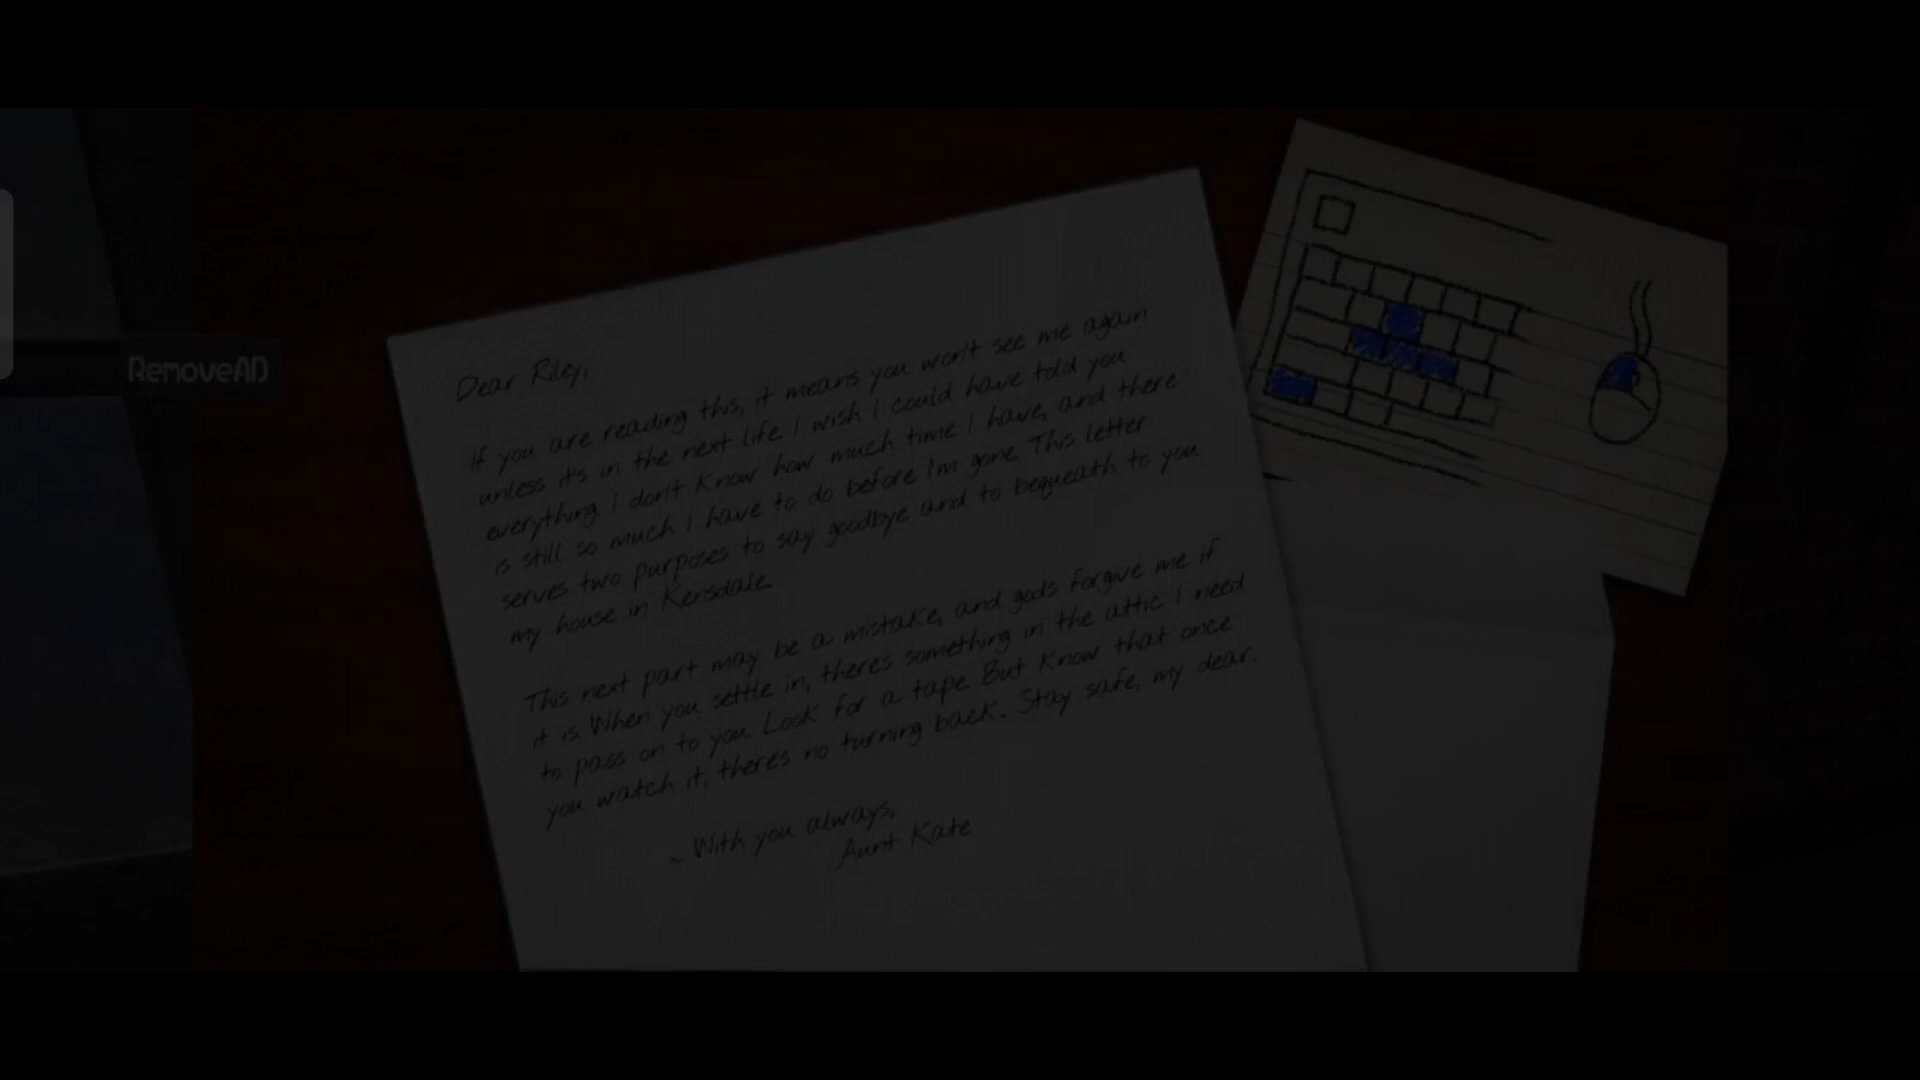 RemoveAD
Dear Riley,
If you are reading this, it means you won't see me again
unless it's in the next life. I wish I could have told you
everything. I don't know how much time I have, and there
is still so much I have to do before I'm gone. This letter
serves two purposes to say goodbye and to bequeath to you
my house in Kensdale.
This next part may be a mistake, and gods forgive me if
it is. When you settle in, theres something in the attic I need
to pass on to you. Look for a tape. But know that once
you watch it, theres no turning back. Stay safe, my dear.
~ With you always,
Aunt Kate